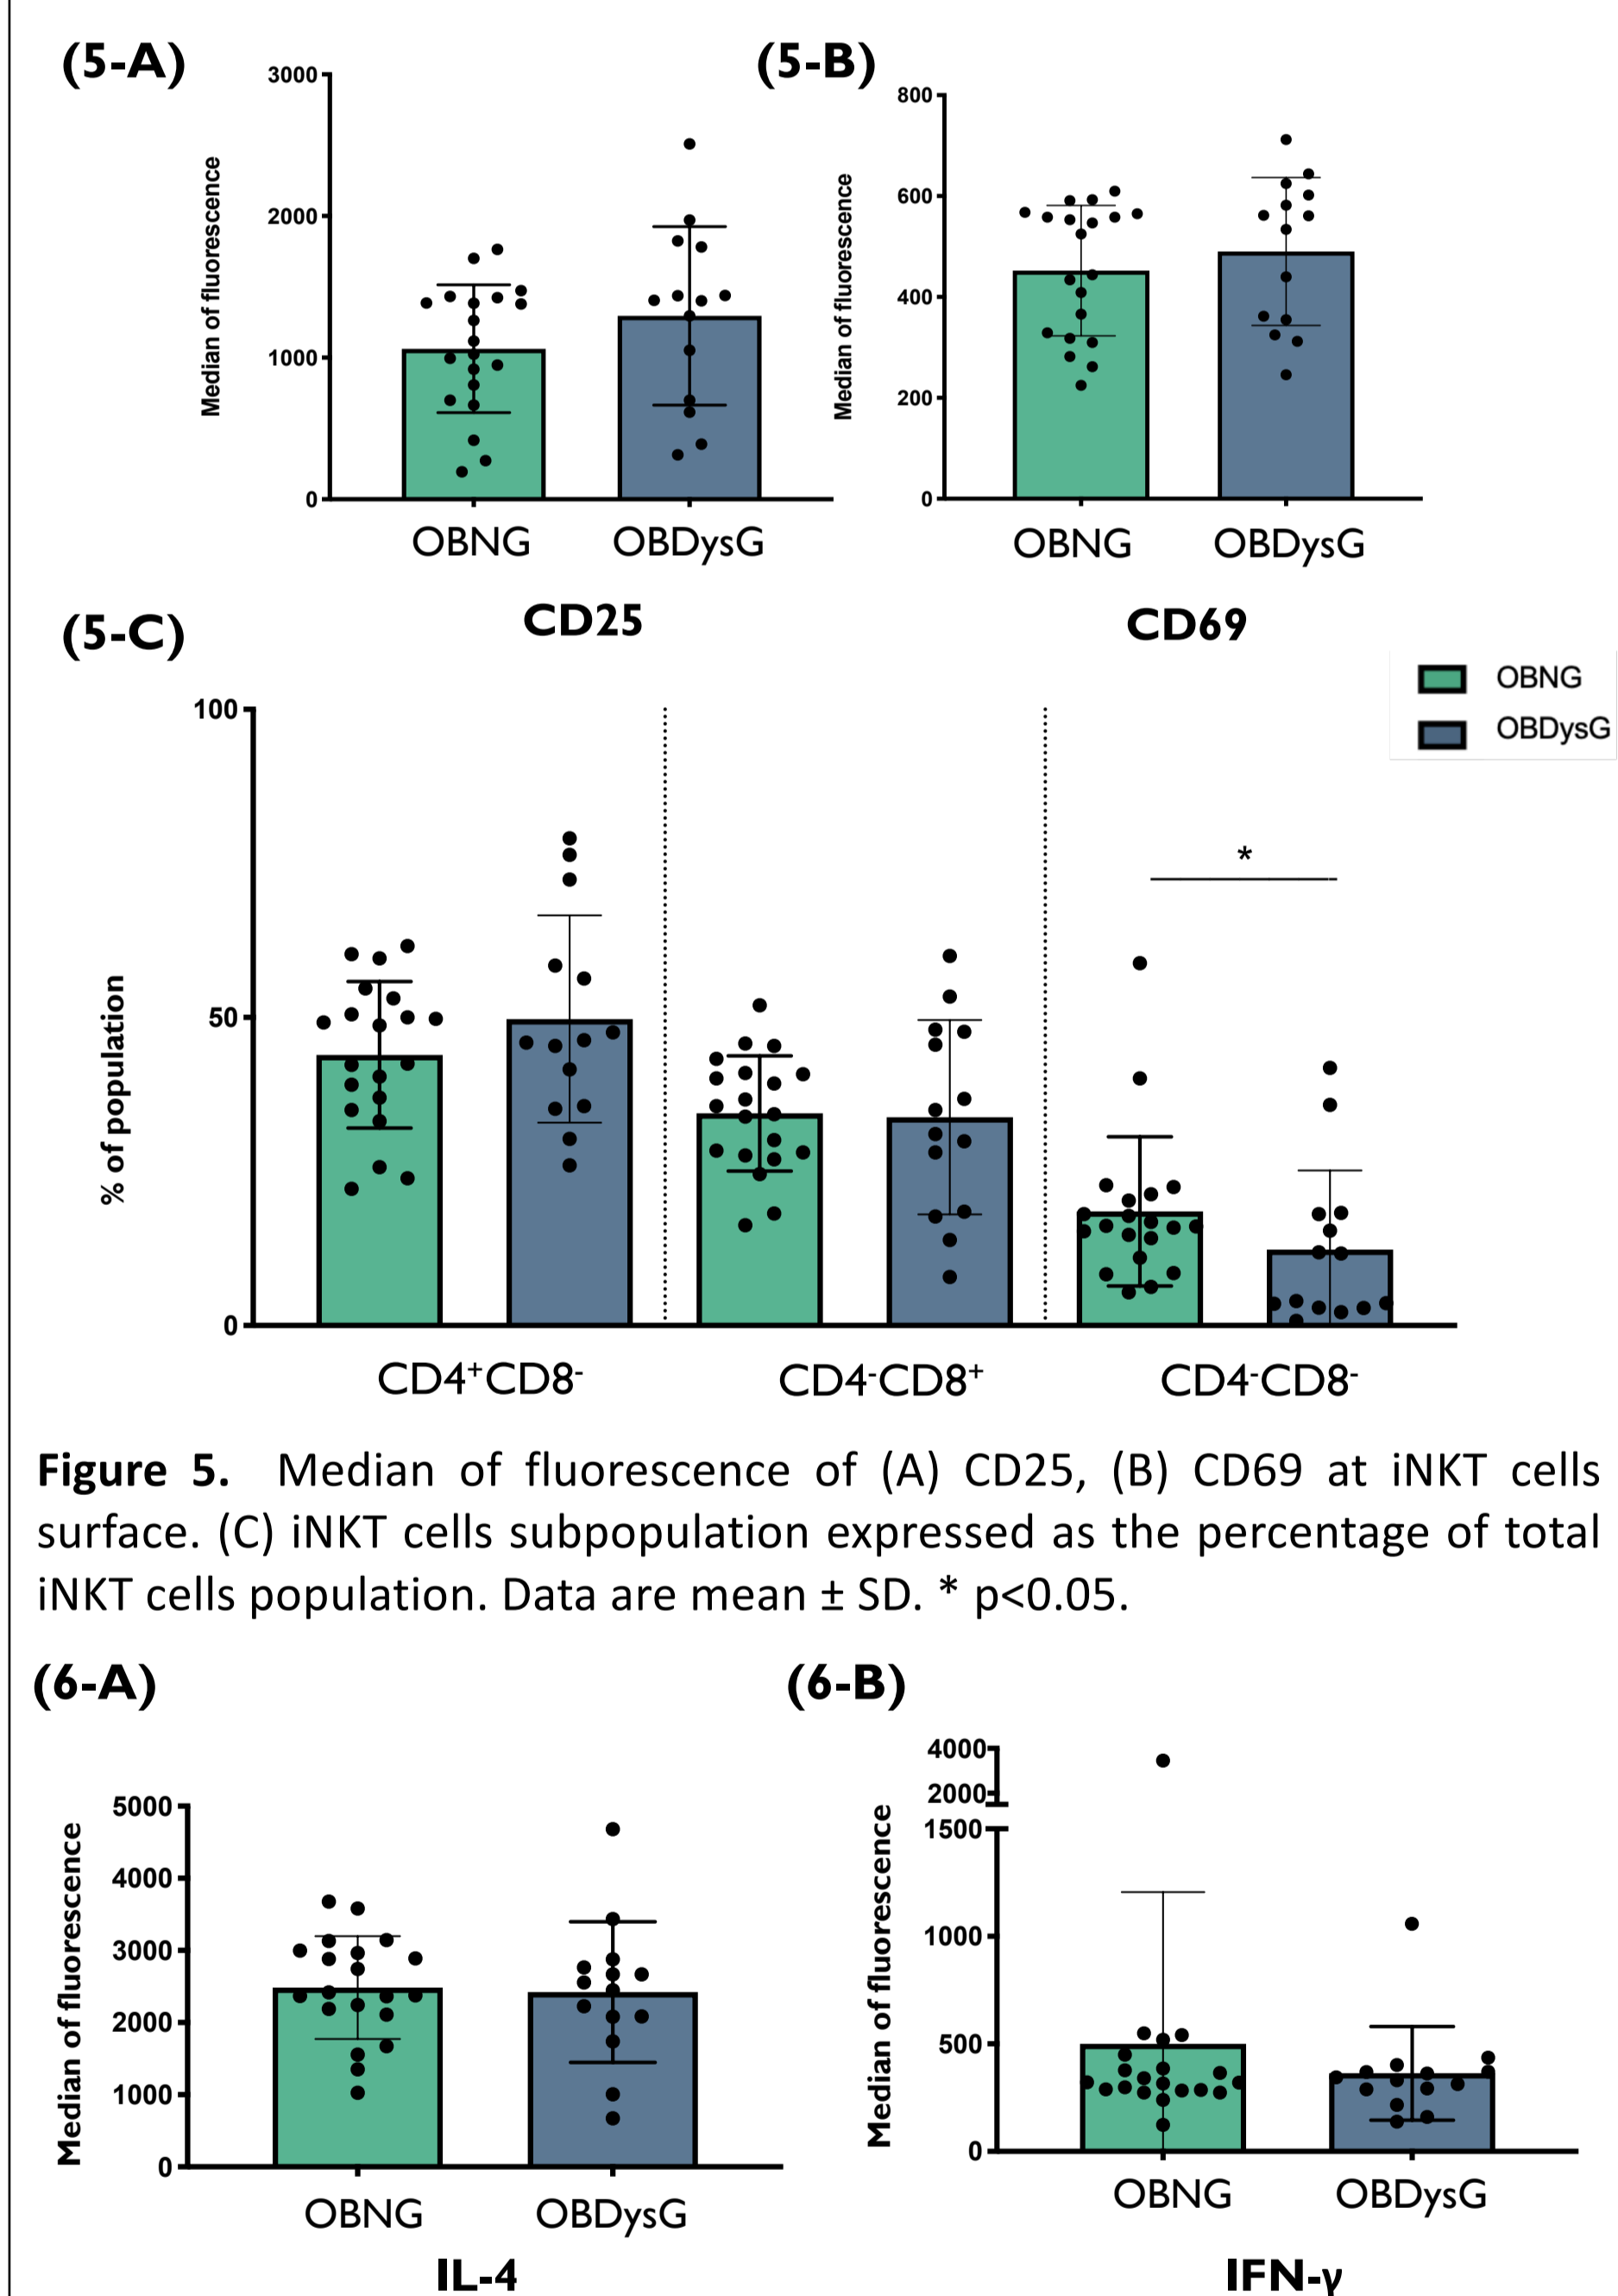 (5-A)
(5-B)
3000
2000
1000
0
Median of fluorescence
OBNG
OBDysG
CD25
800
600
400
200
0
Median of fluorescence
OBNG
OBDysG
CD69
(5-C)
OBNG
OBDysG
100
50
0
% of population
*
CD4⁺CD8⁻
CD4⁻CD8⁺
CD4⁻CD8⁻
Figure 5. Median of fluorescence of (A) CD25, (B) CD69 at iNKT cells
surface. (C) iNKT cells subpopulation expressed as the percentage of total
iNKT cells population. Data are mean ± SD. * p<0.05.
(6-A)
(6-B)
5000
4000
3000
2000
1000
0
Median of fluorescence
OBNG
OBDysG
IL-4
4000
2000
1500
1000
500
0
Median of fluorescence
OBNG
OBDysG
IFN-γ